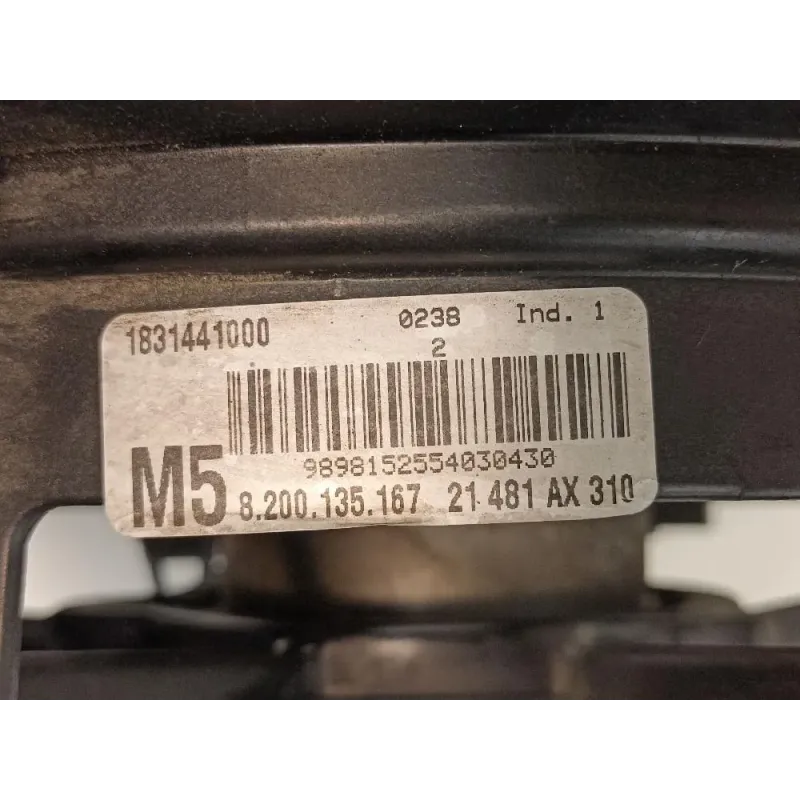 1831441000 0238 Ind. 1
2
9898152554030430
M5 8.200.135.167 21 481 AX 310